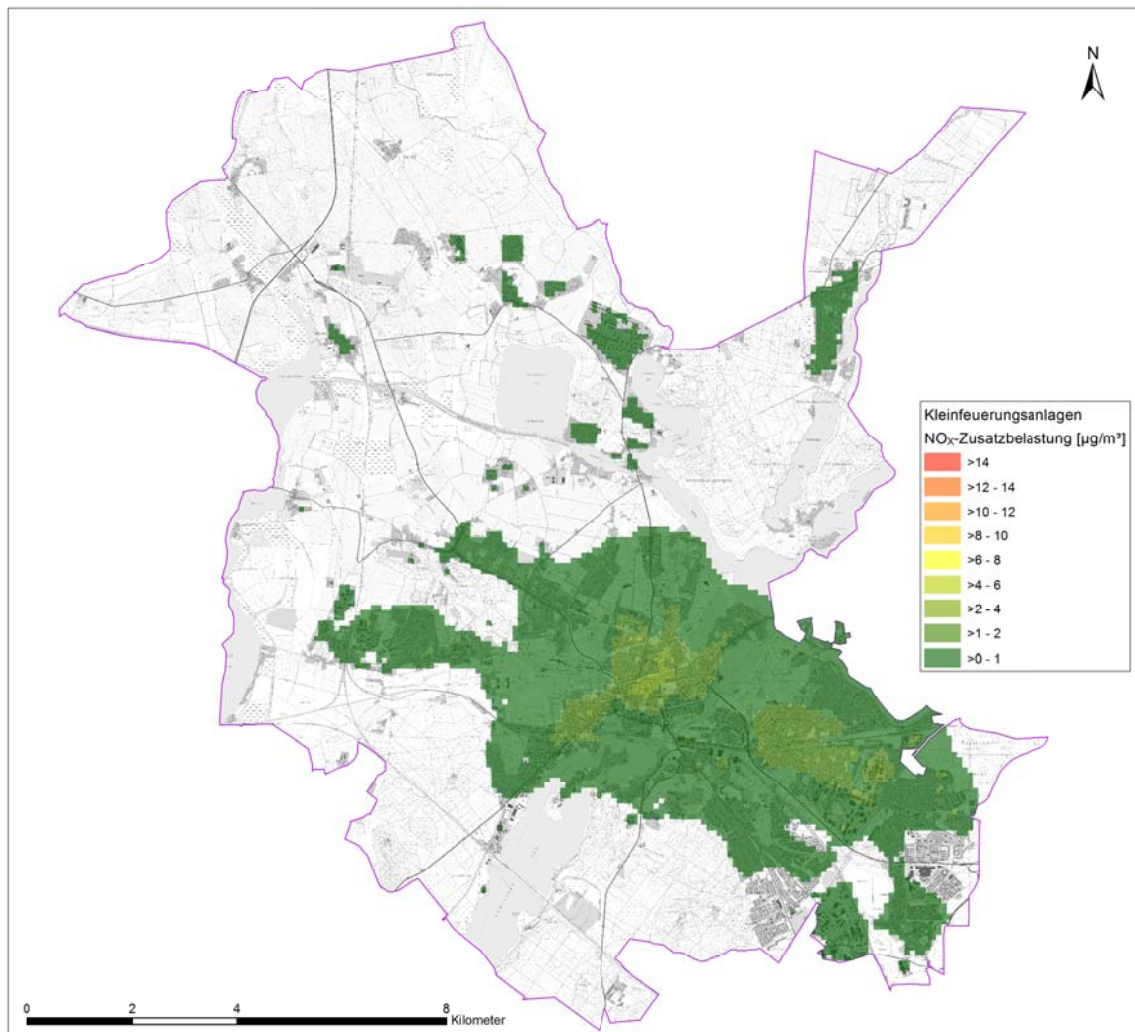 N
Kleinfeuerungsanlagen
NOX-Zusatzbelastung [µg/m³]
>14
>12 - 14
>10 - 12
>8 - 10
>6 - 8
>4 - 6
>2 - 4
>1 - 2
>0 - 1
0 2 4 8
Kilometer